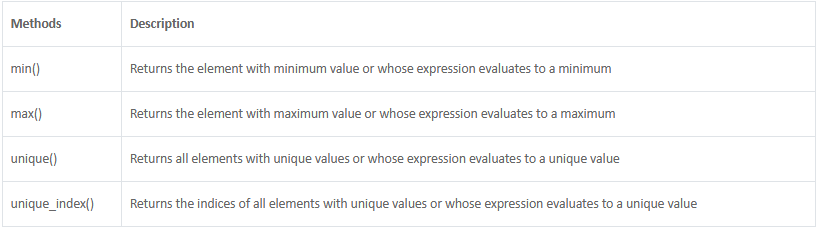 Methods Description
min() Returns the element with minimum value or whose expression evaluates to a minimum
max() Returns the element with maximum value or whose expression evaluates to a maximum
unique() Returns all elements with unique values or whose expression evaluates to a unique value
unique_index() Returns the indices of all elements with unique values or whose expression evaluates to a unique value